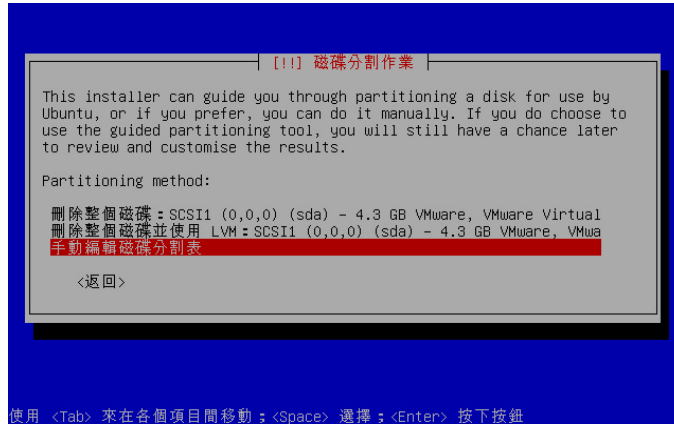 [!!] 磁碟分割作業
This installer can guide you through partitioning a disk for use by
Ubuntu, or if you prefer, you can do it manually. If you do choose to
use the guided partitioning tool, you will still have a chance later
to review and customise the results.
Partitioning method:
刪除整個磁碟：SCSI1 (0,0,0) (sda) - 4.3 GB VMware, VMware Virtual
刪除整個磁碟並使用 LVM：SCSI1 (0,0,0) (sda) - 4.3 GB VMware, VMwa
手動編輯磁碟分割表
<返回>
使用 <Tab> 來在各個項目間移動；<Space> 選擇；<Enter> 按下按鈕